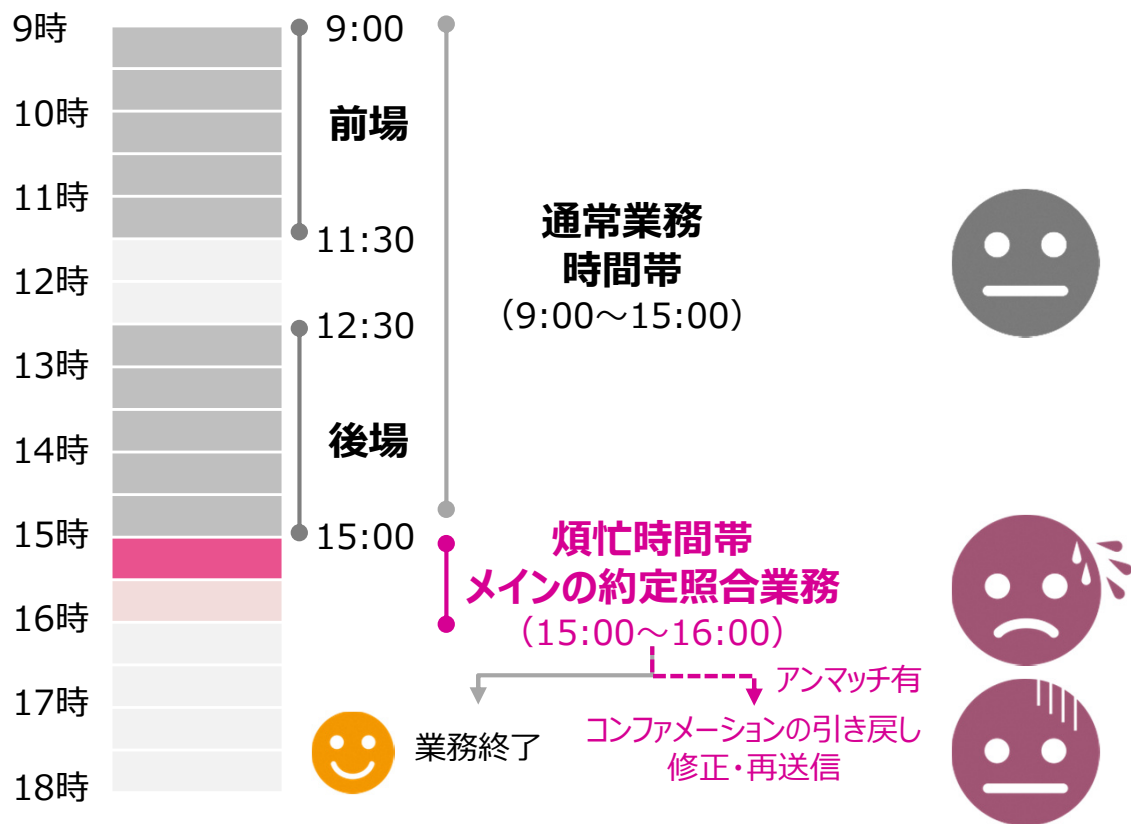 9時
10時
11時
12時
13時
14時
15時
16時
17時
18時
9:00
前場
11:30
12:30
後場
15:00
通常業務
時間帯
（9:00～15:00）
煩忙時間帯
メインの約定照合業務
（15:00～16:00）
アンマッチ有
業務終了
コンファメーションの引き戻し
修正・再送信